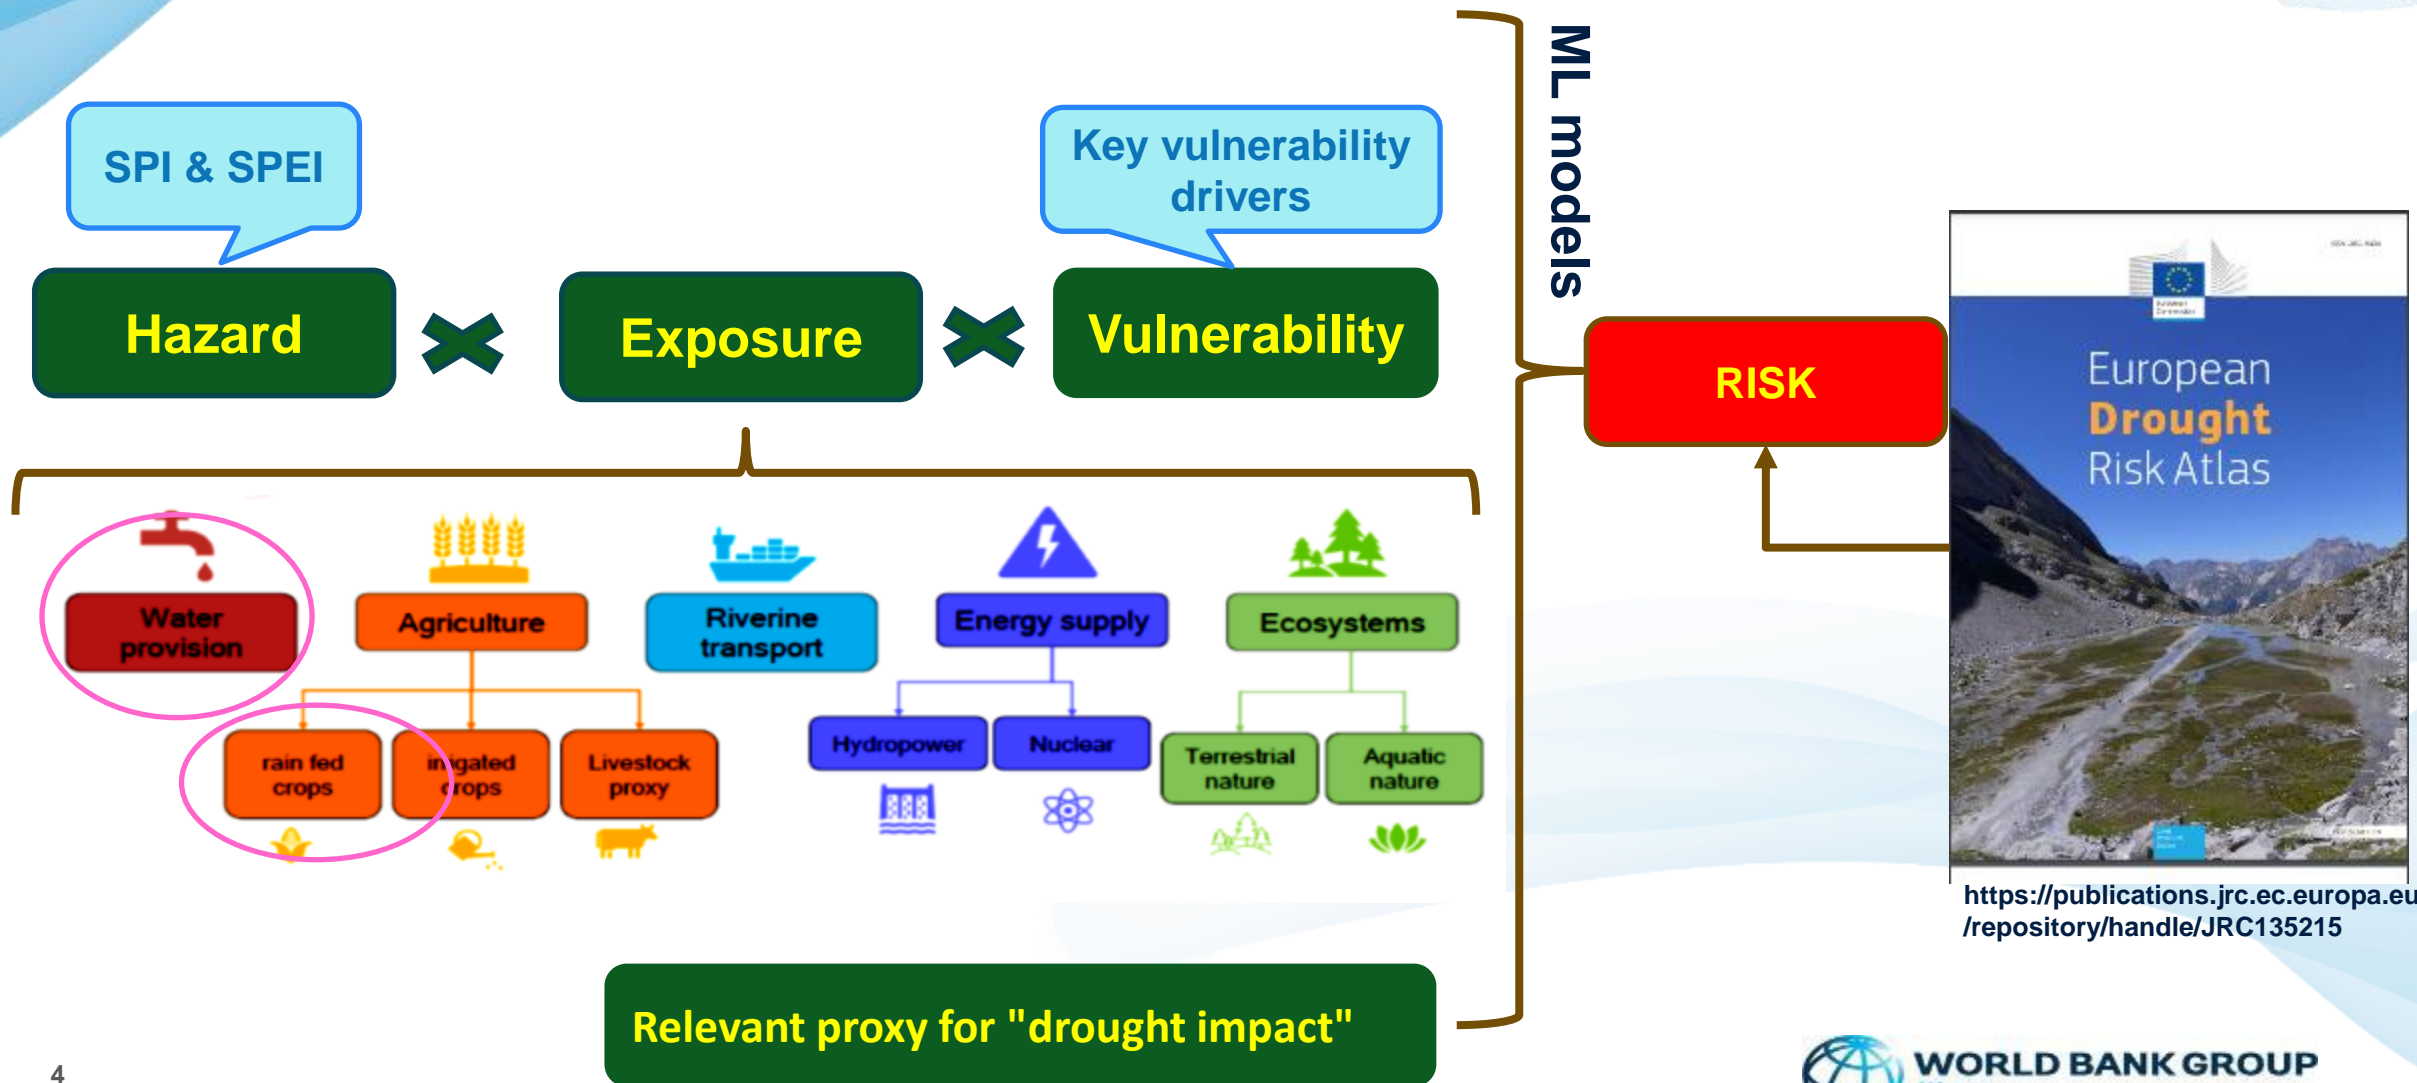 ML models
SPI & SPEI
Key vulnerability
drivers
Hazard
Exposure
Vulnerability
RISK
European
Commission
European
Drought
Risk Atlas
Water
provision
Agriculture
Riverine
transport
Energy supply
Ecosystems
rain fed
crops
irrigated
crops
Livestock
proxy
Hydropower
Nuclear
Terrestrial
nature
Aquatic
nature
https://publications.jrc.ec.europa.eu
/repository/handle/JRC135215
Relevant proxy for "drought impact"
4
WORLD BANK GROUP